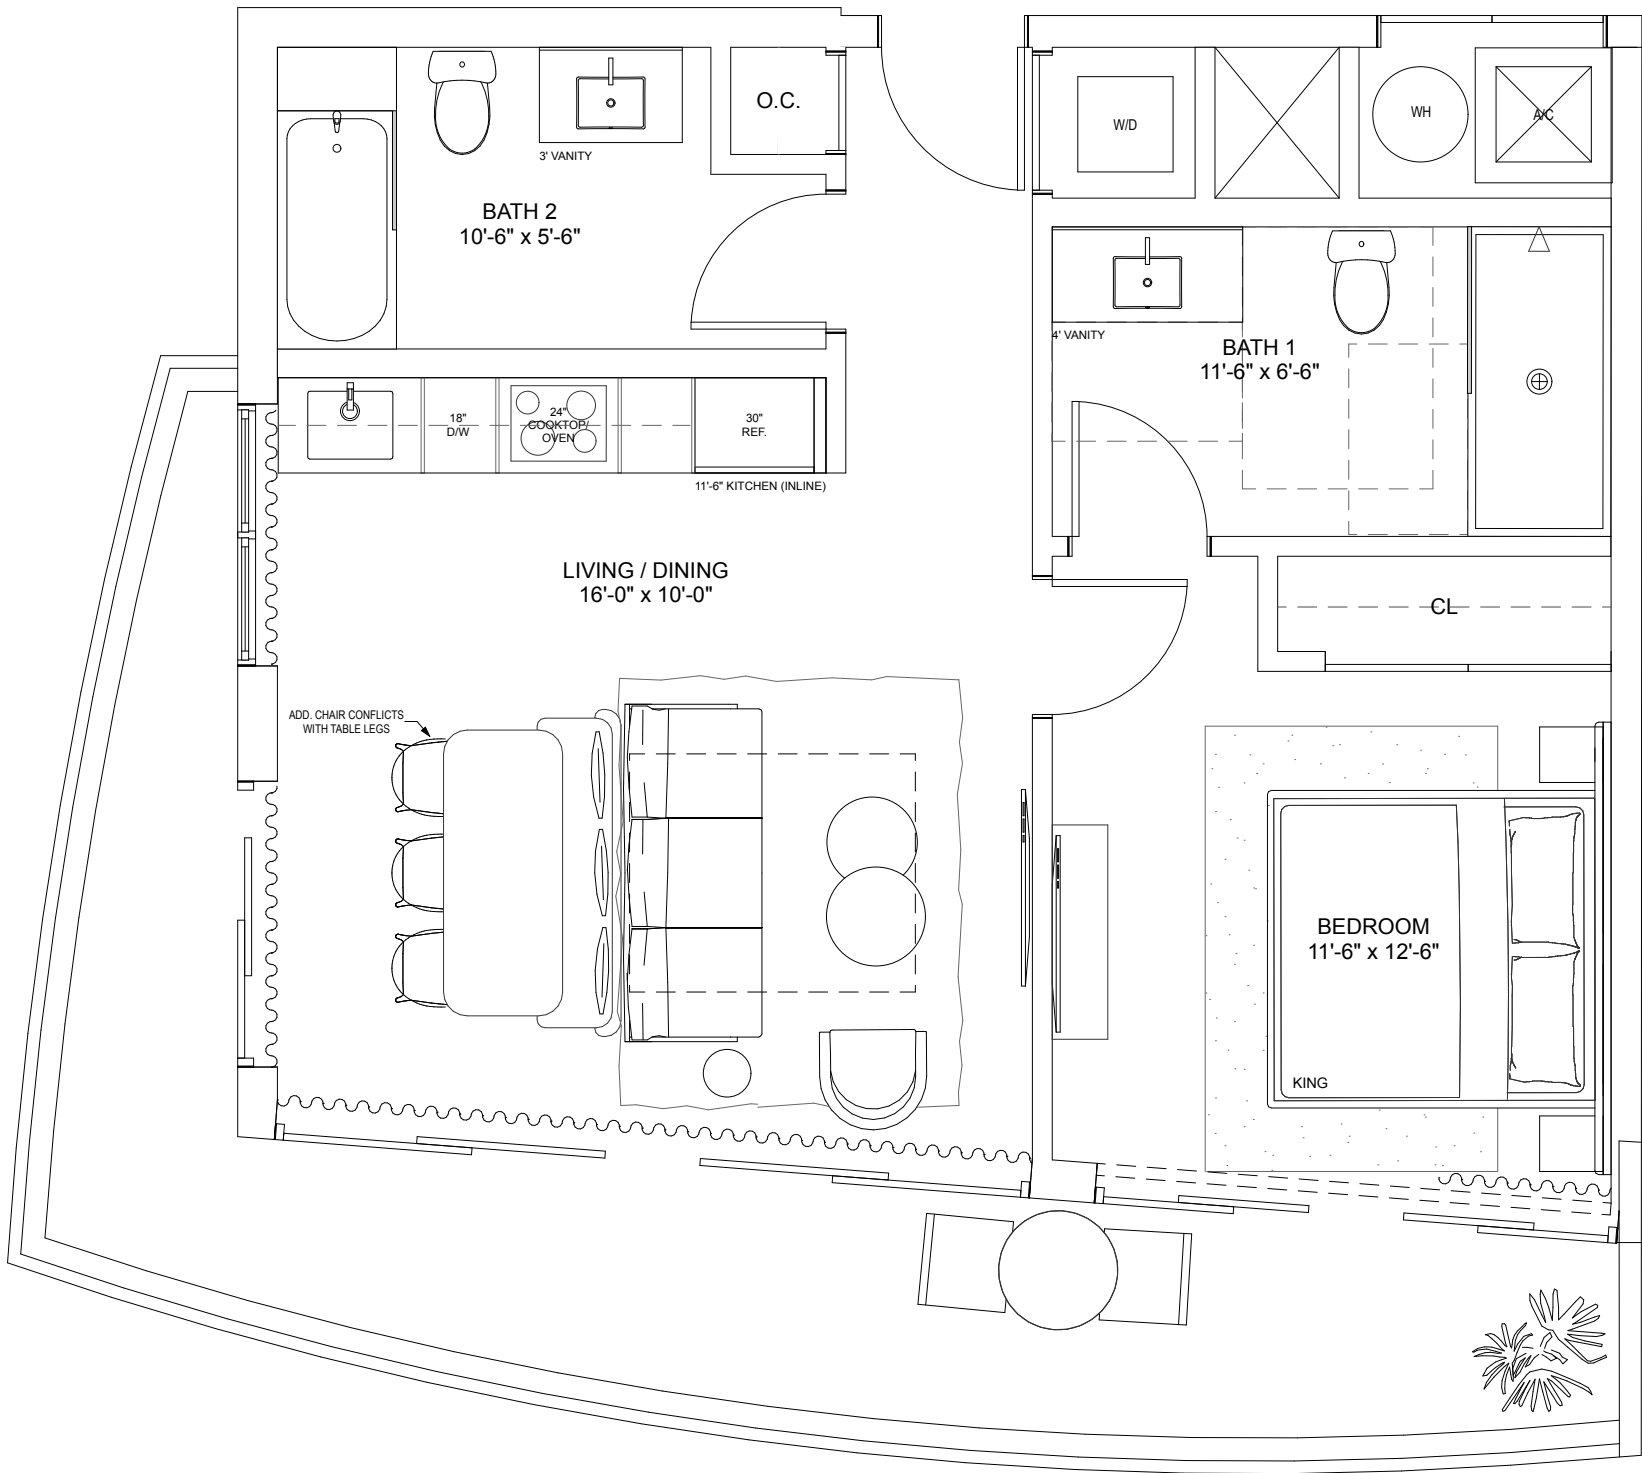 O.C.
W/D
WH
A/C
3' VANITY
BATH 2
10'-6" x 5'-6"
4' VANITY
BATH 1
11'-6" x 6'-6"
18"
D/W
24"
COOKTOP/
OVEN
30"
REF.
11'-6" KITCHEN (INLINE)
LIVING / DINING
16'-0" x 10'-0"
CL
ADD. CHAIR CONFLICTS
WITH TABLE LEGS
BEDROOM
11'-6" x 12'-6"
KING